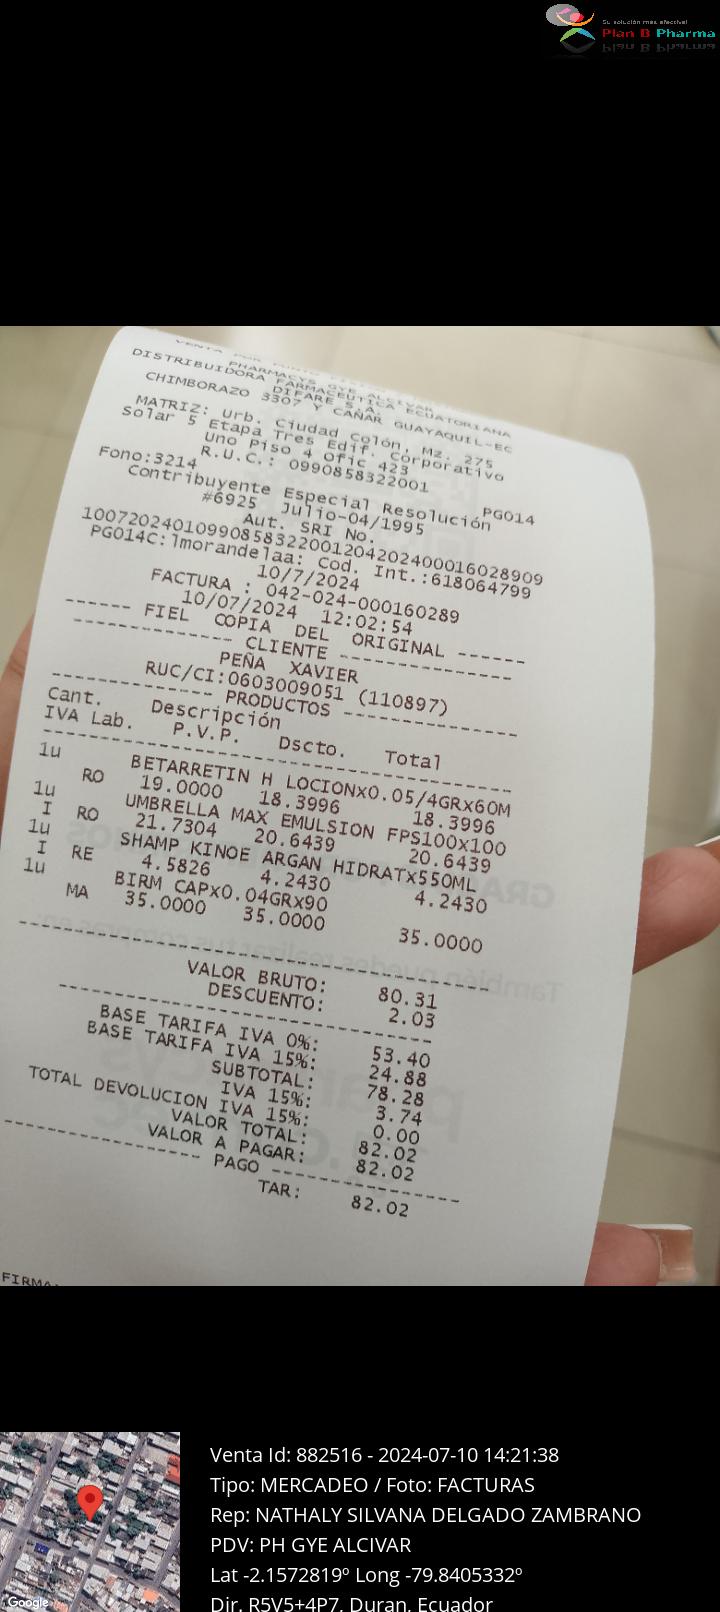 Su solución más efectiva!
Plan B Pharma
VENTA POR
PHARMACYS GYE ALCIVAR
DISTRIBUIDORA FARMACEUTICA ECUATORIANA
DIFARE S.A.
CHIMBORAZO 3307 Y CAÑAR GUAYAQUIL-EC
MATRIZ: Urb. Ciudad Colón, Mz. 275
Solar 5 Etapa Tres Edif. Corporativo
Uno Piso 4 Ofic 423
R.U.C.: 0990858322001
Fono:3214 PG014
Contribuyente Especial Resolución
#6925 Julio-04/1995
Aut. SRI No.
10072024010990858322001204202400016028909
PG014C:lmorandelaa: Cod. Int.:618064799
10/7/2024
FACTURA : 042-024-000160289
10/07/2024 12:02:54
------ FIEL COPIA DEL ORIGINAL ------
-------------- CLIENTE ---------------
PEÑA XAVIER
RUC/CI:0603009051 (110897)
-------------- PRODUCTOS ---------------
Cant. Descripción
IVA Lab. P.V.P. Dscto. Total
1u BETARRETIN H LOCIONx0.05/4GRx60M
RO 19.0000 18.3996 18.3996
1u UMBRELLA MAX EMULSION FPS100x100
I RO 21.7304 20.6439 20.6439
1u SHAMP KINOE ARGAN HIDRATx550ML
I RE 4.5826 4.2430 4.2430
1u BIRM CAPx0.04GRx90
MA 35.0000 35.0000 35.0000
VALOR BRUTO: 80.31
DESCUENTO: 2.03
BASE TARIFA IVA 0%: 53.40
BASE TARIFA IVA 15%: 24.88
SUBTOTAL: 78.28
IVA 15%: 3.74
TOTAL DEVOLUCION IVA 15%: 0.00
VALOR TOTAL: 82.02
VALOR A PAGAR: 82.02
----------------- PAGO ----------------
TAR: 82.02
FIRMA:
Google
Venta Id: 882516 - 2024-07-10 14:21:38
Tipo: MERCADEO / Foto: FACTURAS
Rep: NATHALY SILVANA DELGADO ZAMBRANO
PDV: PH GYE ALCIVAR
Lat -2.1572819º Long -79.8405332º
Dir. R5V5+4P7, Duran, Ecuador